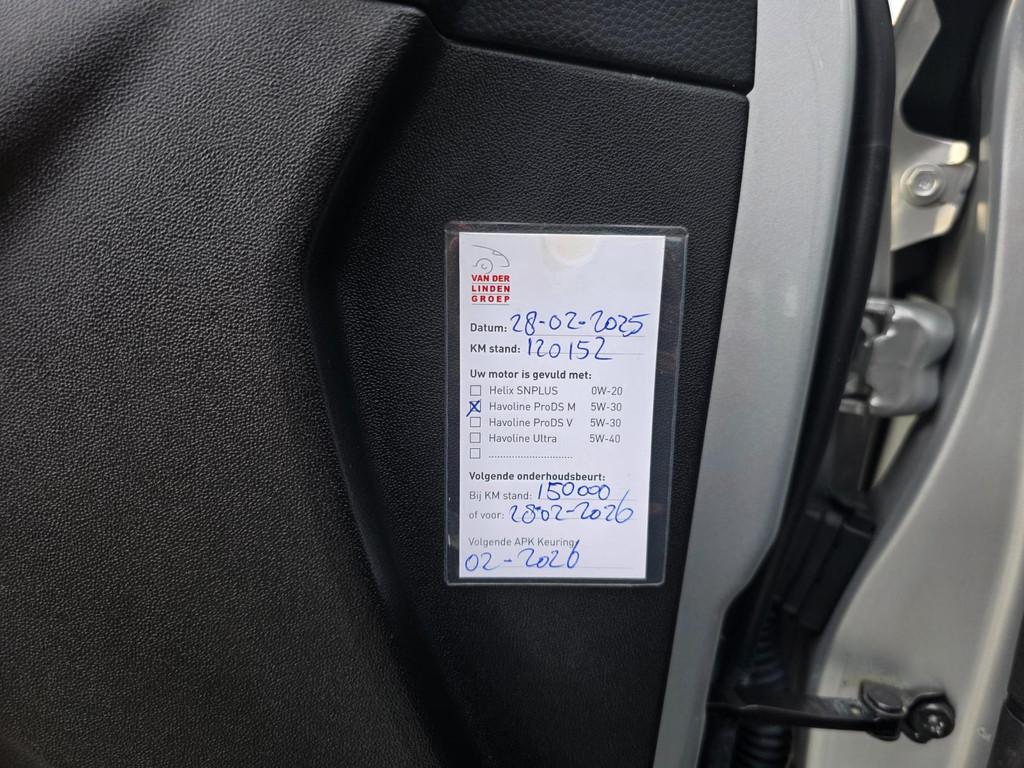 VAN DER
LINDEN
GROEP
Datum: 28-02-2025
KM stand: 120152
Uw motor is gevuld met:
Helix SNPLUS 0W-20
Havoline ProDS M 5W-30
Havoline ProDS V 5W-30
Havoline Ultra 5W-40
............................
Volgende onderhoudsbeurt:
Bij KM stand: 150000
of voor: 28-02-2026
Volgende APK Keuring:
02-2026